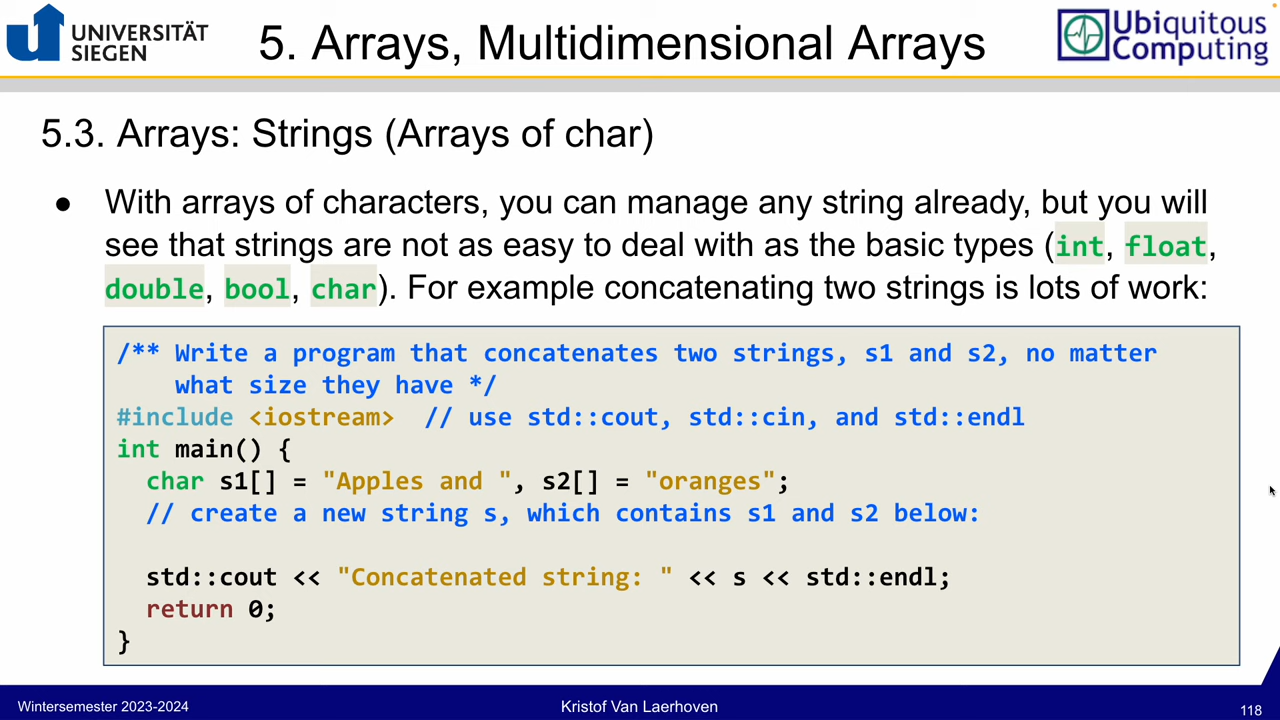 UNIVERSITÄT
SIEGEN
5. Arrays, Multidimensional Arrays
Ubiquitous
Computing
5.3. Arrays: Strings (Arrays of char)
● With arrays of characters, you can manage any string already, but you will
see that strings are not as easy to deal with as the basic types (int, float,
double, bool, char). For example concatenating two strings is lots of work:
/** Write a program that concatenates two strings, s1 and s2, no matter
    what size they have */
#include <iostream>  // use std::cout, std::cin, and std::endl
int main() {
  char s1[] = "Apples and ", s2[] = "oranges";
  // create a new string s, which contains s1 and s2 below:
  std::cout << "Concatenated string: " << s << std::endl;
  return 0;
}
Wintersemester 2023-2024
Kristof Van Laerhoven
118